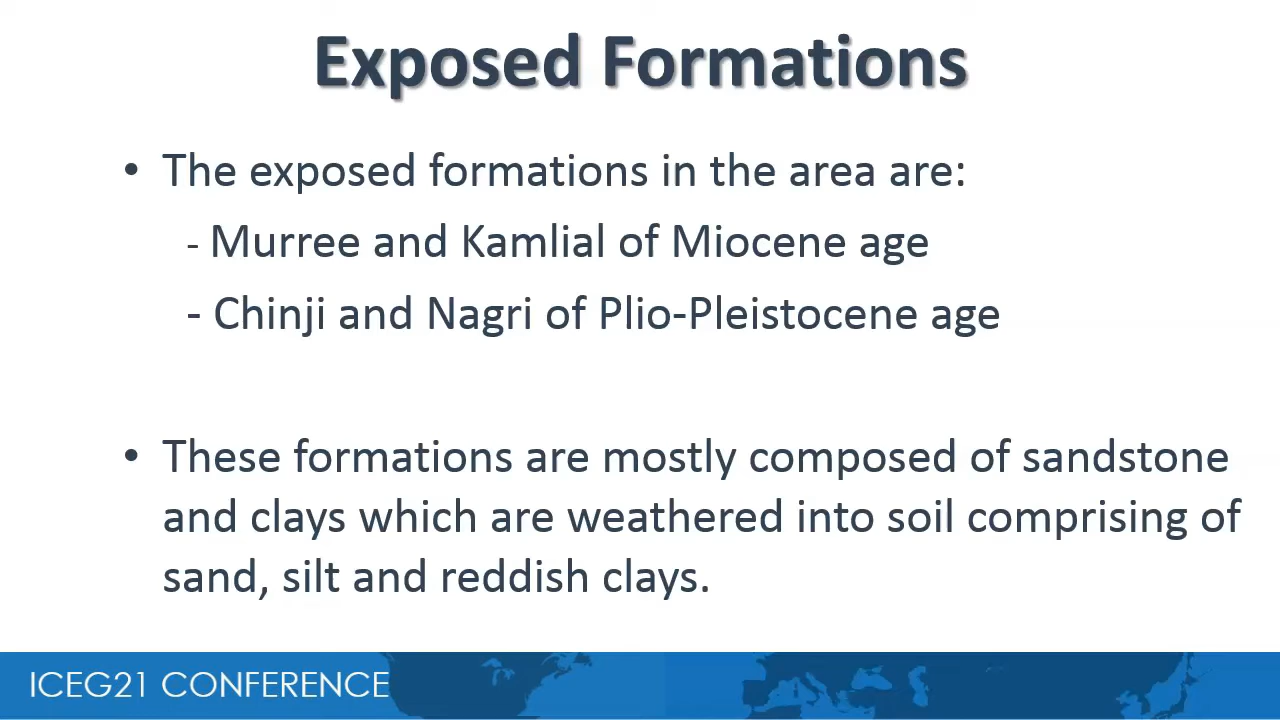 Exposed Formations
• The exposed formations in the area are:
- Murree and Kamlial of Miocene age
- Chinji and Nagri of Plio-Pleistocene age
• These formations are mostly composed of sandstone
and clays which are weathered into soil comprising of
sand, silt and reddish clays.
ICEG21 CONFERENCE